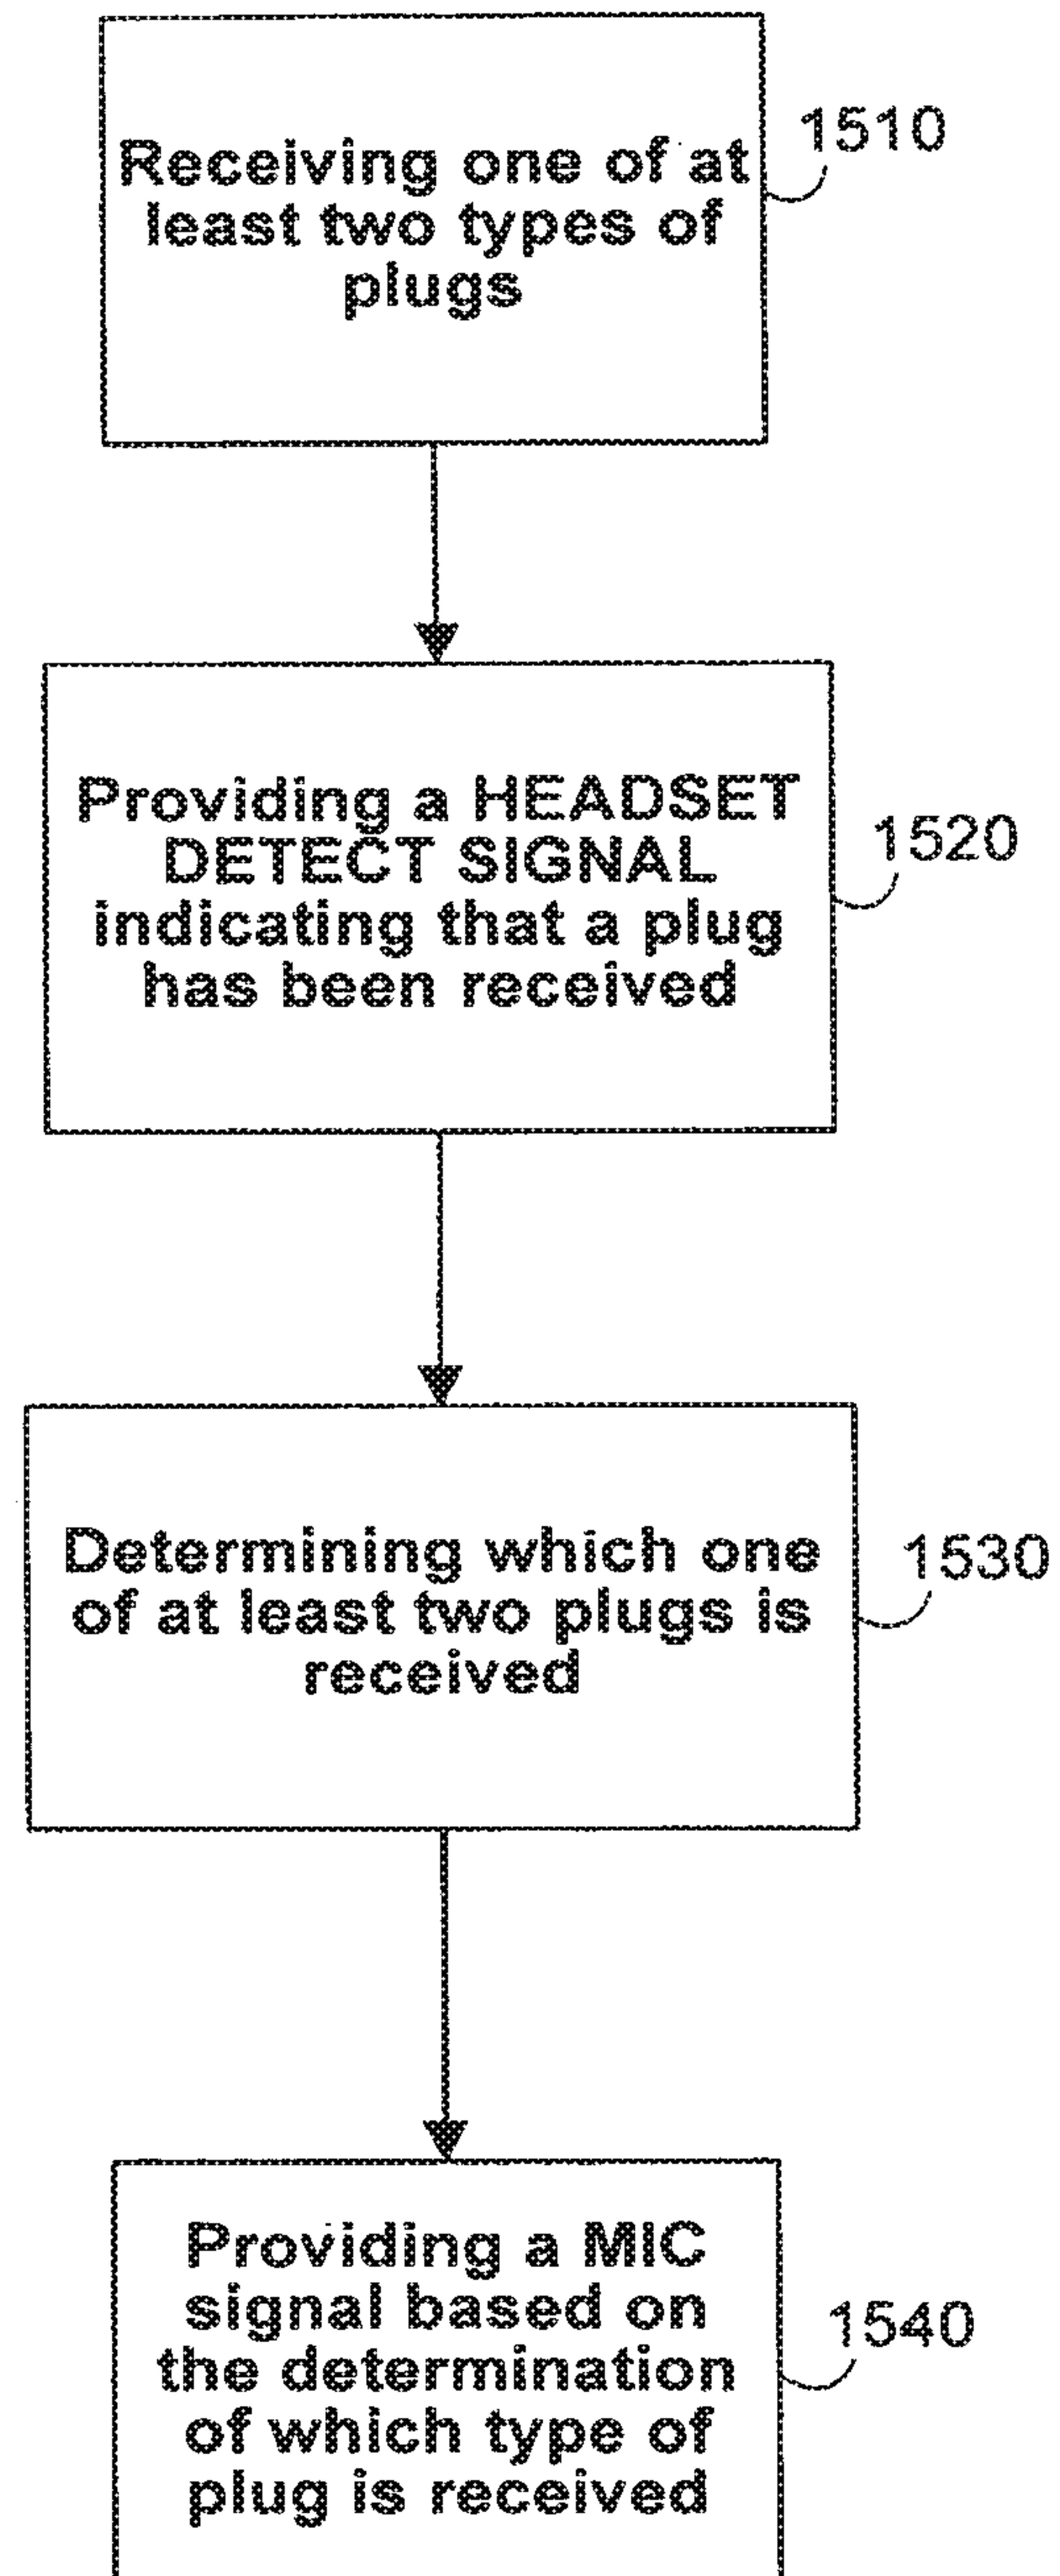 Receiving one of at
least two types of
plugs
1510
Providing a HEADSET
DETECT SIGNAL
indicating that a plug
has been received
1520
Determining which one
of at least two plugs is
received
1530
Providing a MIC
signal based on
the determination
of which type of
plug is received
1540